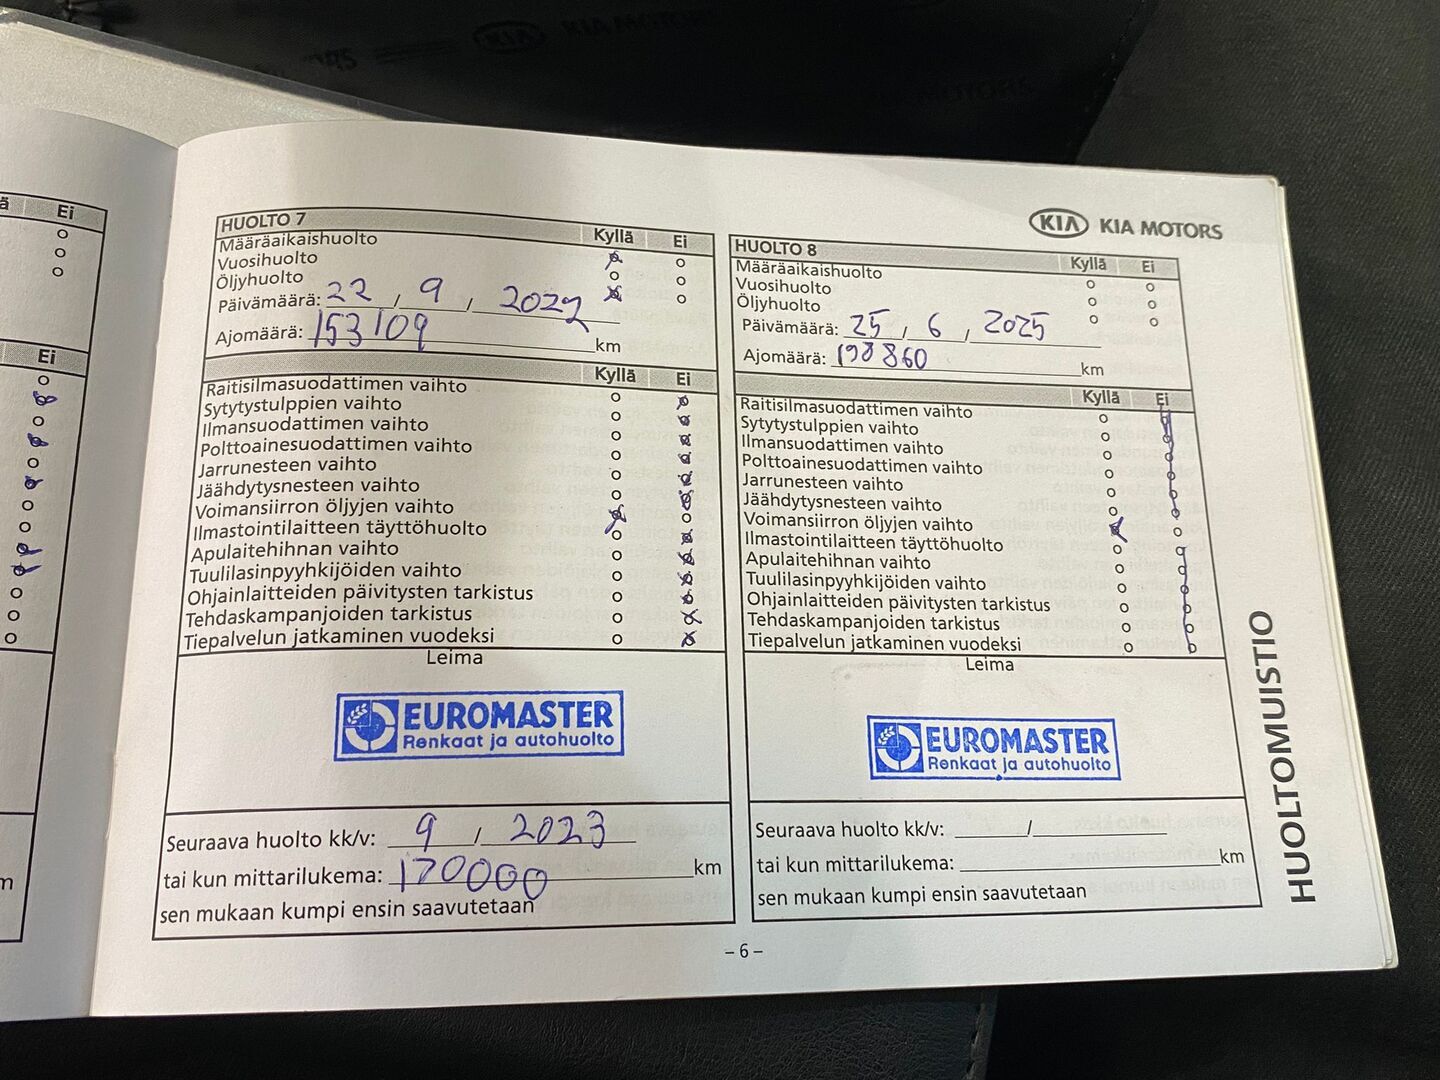 KIA MOTORS
ä Ei
Ei
m
HUOLTO 7
Kyllä Ei
Määräaikaishuolto
Vuosihuolto
Öljyhuolto
Päivämäärä: 22 / 9 / 2022
Ajomäärä: 153109 km
Kyllä Ei
Raitisilmasuodattimen vaihto
Sytytystulppien vaihto
Ilmansuodattimen vaihto
Polttoainesuodattimen vaihto
Jarrunesteen vaihto
Jäähdytysnesteen vaihto
Voimansiirron öljyjen vaihto
Ilmastointilaitteen täyttöhuolto
Apulaitehihnan vaihto
Tuulilasinpyyhkijöiden vaihto
Ohjainlaitteiden päivitysten tarkistus
Tehdaskampanjoiden tarkistus
Tiepalvelun jatkaminen vuodeksi
Leima
EUROMASTER
Renkaat ja autohuolto
Seuraava huolto kk/v: 9 / 2023
tai kun mittarilukema: 170000 km
sen mukaan kumpi ensin saavutetaan
KIA KIA MOTORS
HUOLTO 8
Kyllä Ei
Määräaikaishuolto
Vuosihuolto
Öljyhuolto
Päivämäärä: 25 / 6 / 2025
Ajomäärä: 198860 km
Kyllä Ei
Raitisilmasuodattimen vaihto
Sytytystulppien vaihto
Ilmansuodattimen vaihto
Polttoainesuodattimen vaihto
Jarrunesteen vaihto
Jäähdytysnesteen vaihto
Voimansiirron öljyjen vaihto
Ilmastointilaitteen täyttöhuolto
Apulaitehihnan vaihto
Tuulilasinpyyhkijöiden vaihto
Ohjainlaitteiden päivitysten tarkistus
Tehdaskampanjoiden tarkistus
Tiepalvelun jatkaminen vuodeksi
Leima
EUROMASTER
Renkaat ja autohuolto
Seuraava huolto kk/v: /
tai kun mittarilukema: km
sen mukaan kumpi ensin saavutetaan
HUOLTOMUISTIO
– 6 –